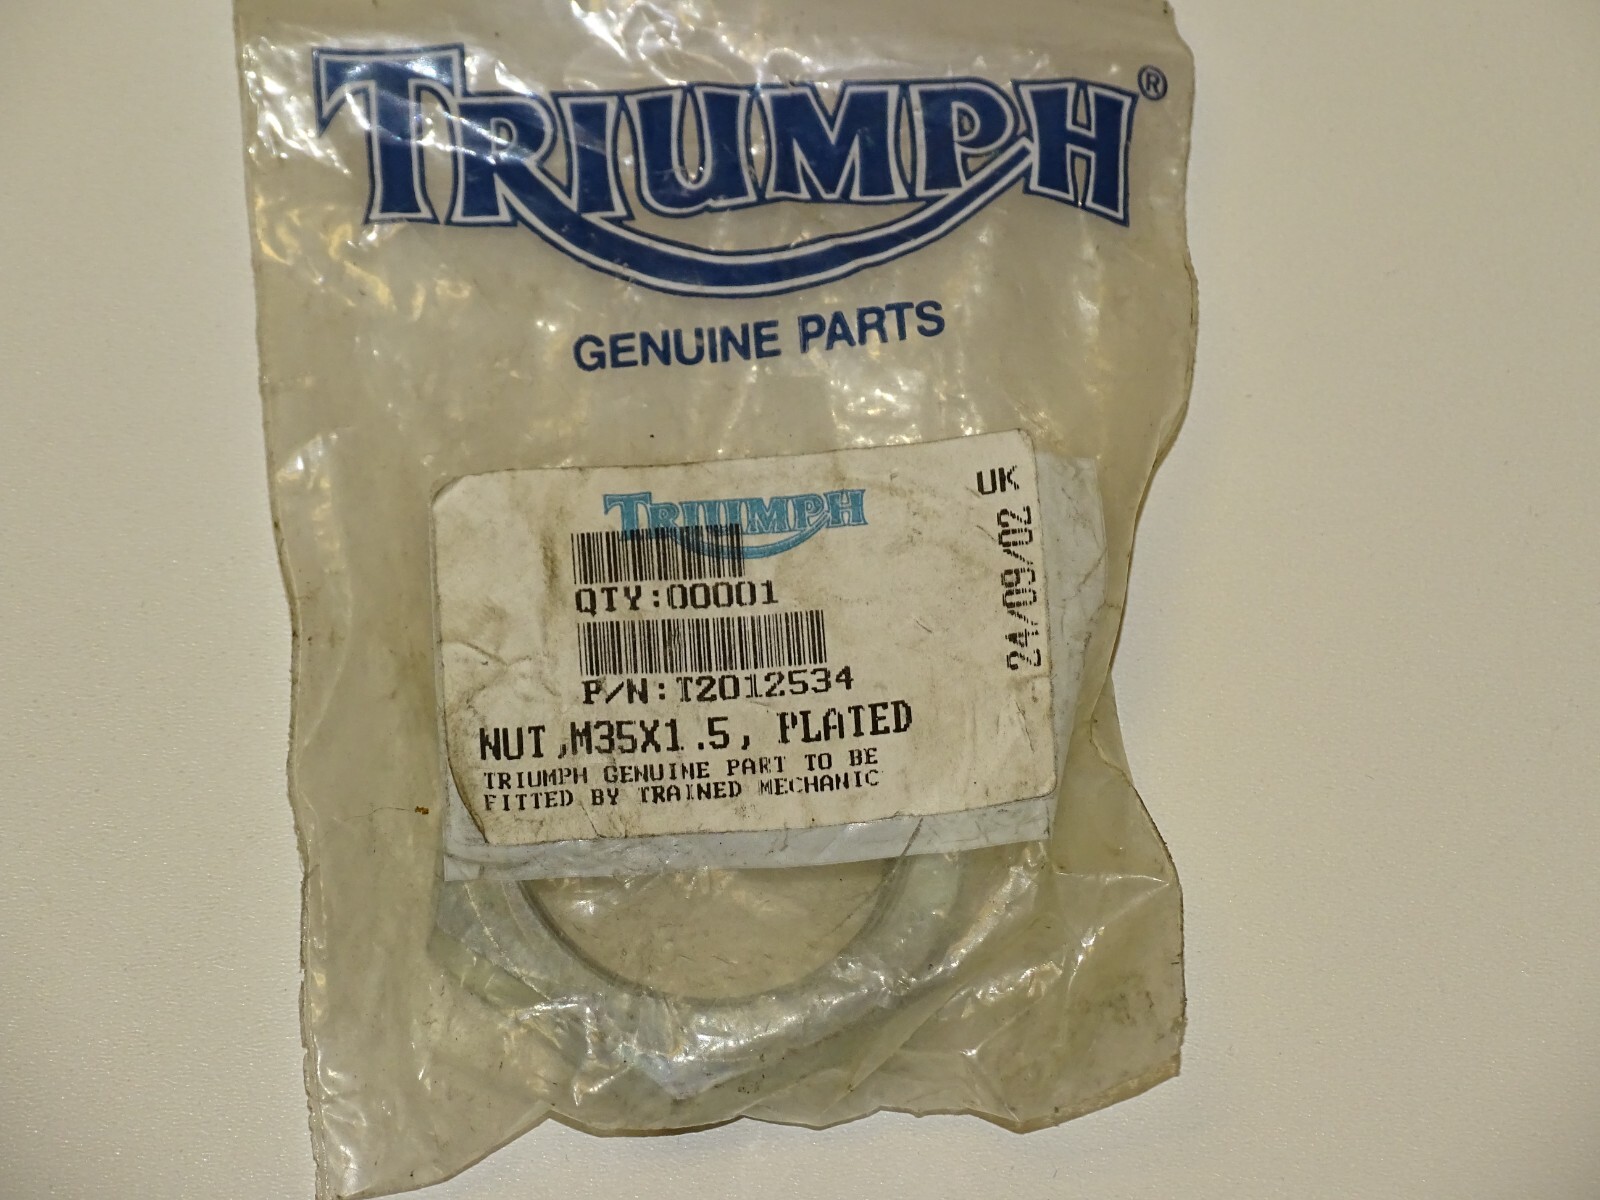 TRIUMPH®
GENUINE PARTS
TRIUMPH
UK
24/09/02
QTY:00001
P/N:T2012534
NUT,M35X1.5, PLATED
TRIUMPH GENUINE PART TO BE
FITTED BY TRAINED MECHANIC